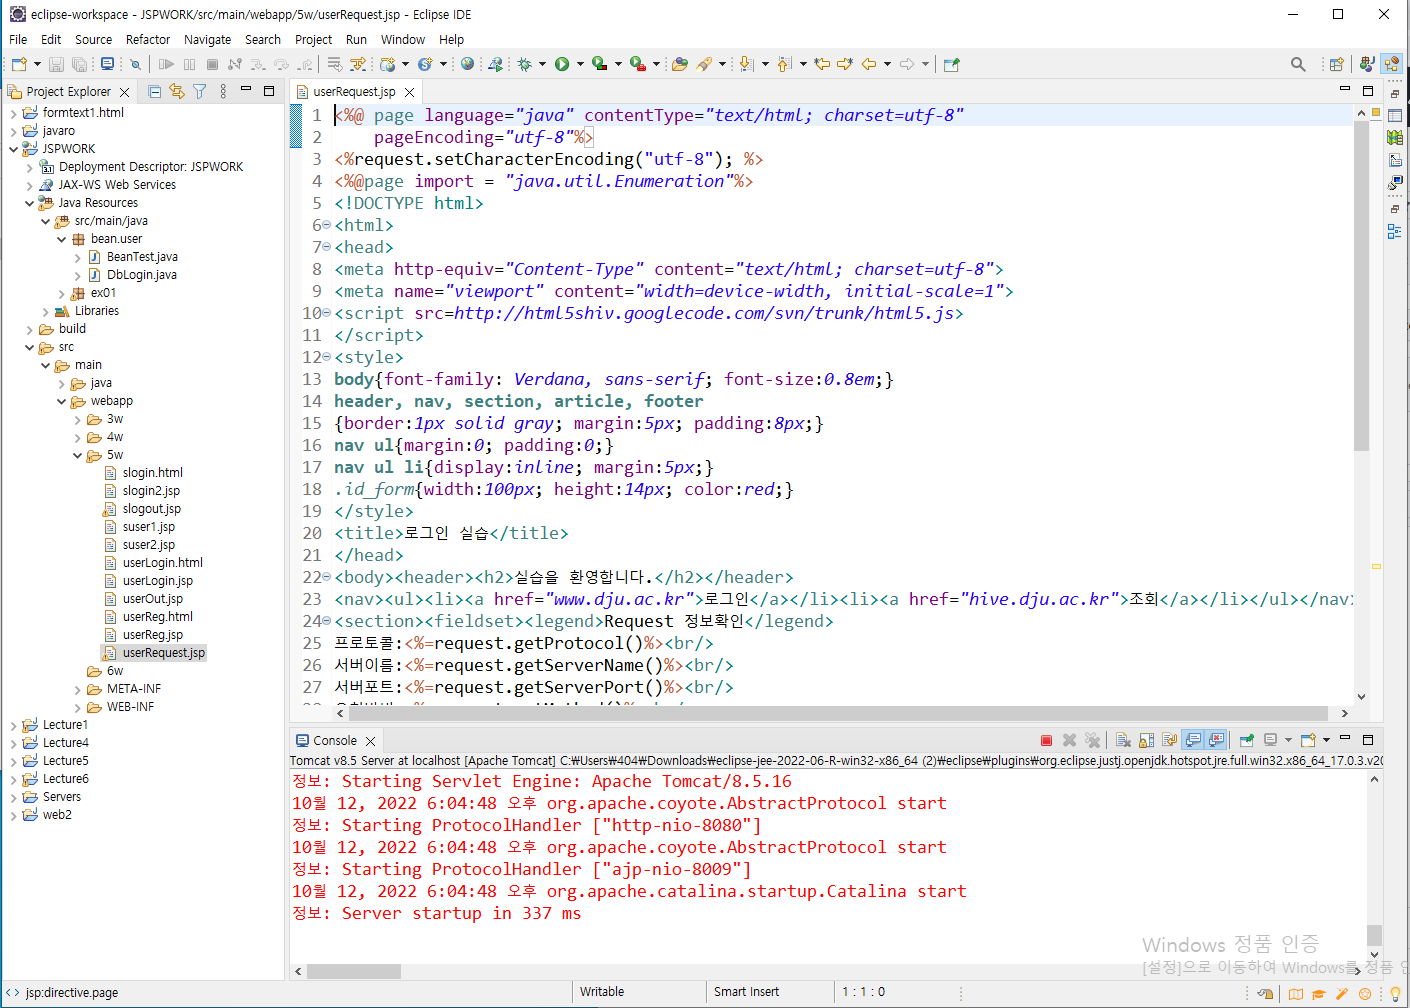 eclipse-workspace - JSPWORK/src/main/webapp/5w/userRequest.jsp - Eclipse IDE
File Edit Source Refactor Navigate Search Project Run Window Help
Project Explorer
formtext1.html
javaro
JSPWORK
Deployment Descriptor: JSPWORK
JAX-WS Web Services
Java Resources
src/main/java
bean.user
BeanTest.java
DbLogin.java
ex01
Libraries
build
src
main
java
webapp
3w
4w
5w
slogin.html
slogin2.jsp
slogout.jsp
suser1.jsp
suser2.jsp
userLogin.html
userLogin.jsp
userOut.jsp
userReg.html
userReg.jsp
userRequest.jsp
6w
META-INF
WEB-INF
Lecture1
Lecture4
Lecture5
Lecture6
Servers
web2
userRequest.jsp
1 <%@ page language="java" contentType="text/html; charset=utf-8"
2     pageEncoding="utf-8"%>
3 <%request.setCharacterEncoding("utf-8"); %>
4 <%@page import = "java.util.Enumeration"%>
5 <!DOCTYPE html>
6 <html>
7 <head>
8 <meta http-equiv="Content-Type" content="text/html; charset=utf-8">
9 <meta name="viewport" content="width=device-width, initial-scale=1">
10 <script src=http://html5shiv.googlecode.com/svn/trunk/html5.js>
11 </script>
12 <style>
13 body{font-family: Verdana, sans-serif; font-size:0.8em;}
14 header, nav, section, article, footer
15 {border:1px solid gray; margin:5px; padding:8px;}
16 nav ul{margin:0; padding:0;}
17 nav ul li{display:inline; margin:5px;}
18 .id_form{width:100px; height:14px; color:red;}
19 </style>
20 <title>로그인 실습</title>
21 </head>
22 <body><header><h2>실습을 환영합니다.</h2></header>
23 <nav><ul><li><a href="www.dju.ac.kr">로그인</a></li><li><a href="hive.dju.ac.kr">조회</a></li></ul></nav>
24 <section><fieldset><legend>Request 정보확인</legend>
25 프로토콜:<%=request.getProtocol()%><br/>
26 서버이름:<%=request.getServerName()%><br/>
27 서버포트:<%=request.getServerPort()%><br/>
Console
Tomcat v8.5 Server at localhost [Apache Tomcat] C:₩Users₩404₩Downloads₩eclipse-jee-2022-06-R-win32-x86_64 (2)₩eclipse₩plugins₩org.eclipse.justj.openjdk.hotspot.jre.full.win32.x86_64_17.0.3.v20
정보: Starting Servlet Engine: Apache Tomcat/8.5.16
10월 12, 2022 6:04:48 오후 org.apache.coyote.AbstractProtocol start
정보: Starting ProtocolHandler ["http-nio-8080"]
10월 12, 2022 6:04:48 오후 org.apache.coyote.AbstractProtocol start
정보: Starting ProtocolHandler ["ajp-nio-8009"]
10월 12, 2022 6:04:48 오후 org.apache.catalina.startup.Catalina start
정보: Server startup in 337 ms
Windows 정품 인증
[설정]으로 이동하여 Windows를 정품 인
jsp:directive.page
Writable
Smart Insert
1 : 1 : 0